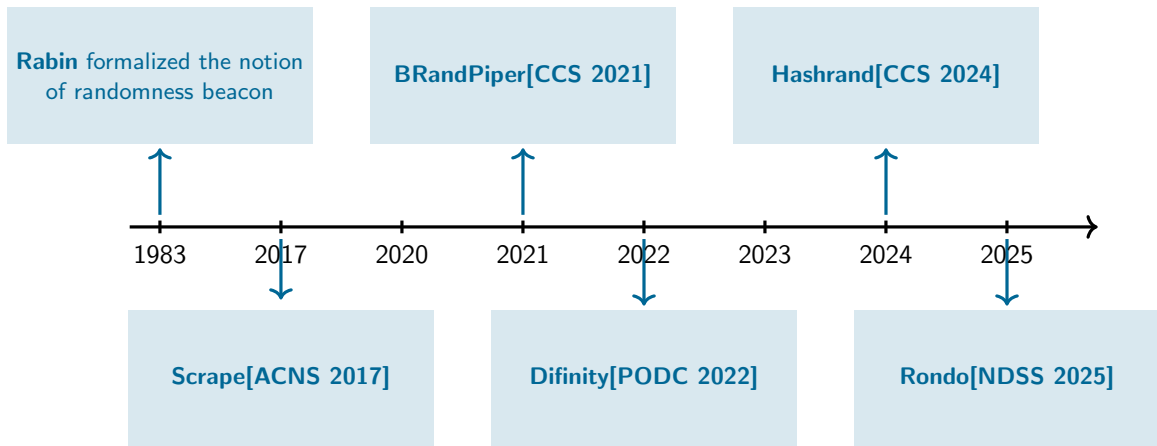 Rabin formalized the notion
of randomness beacon
BRandPiper[CCS 2021]
Hashrand[CCS 2024]
1983 2017 2020 2021 2022 2023 2024 2025
Scrape[ACNS 2017]
Difinity[PODC 2022]
Rondo[NDSS 2025]